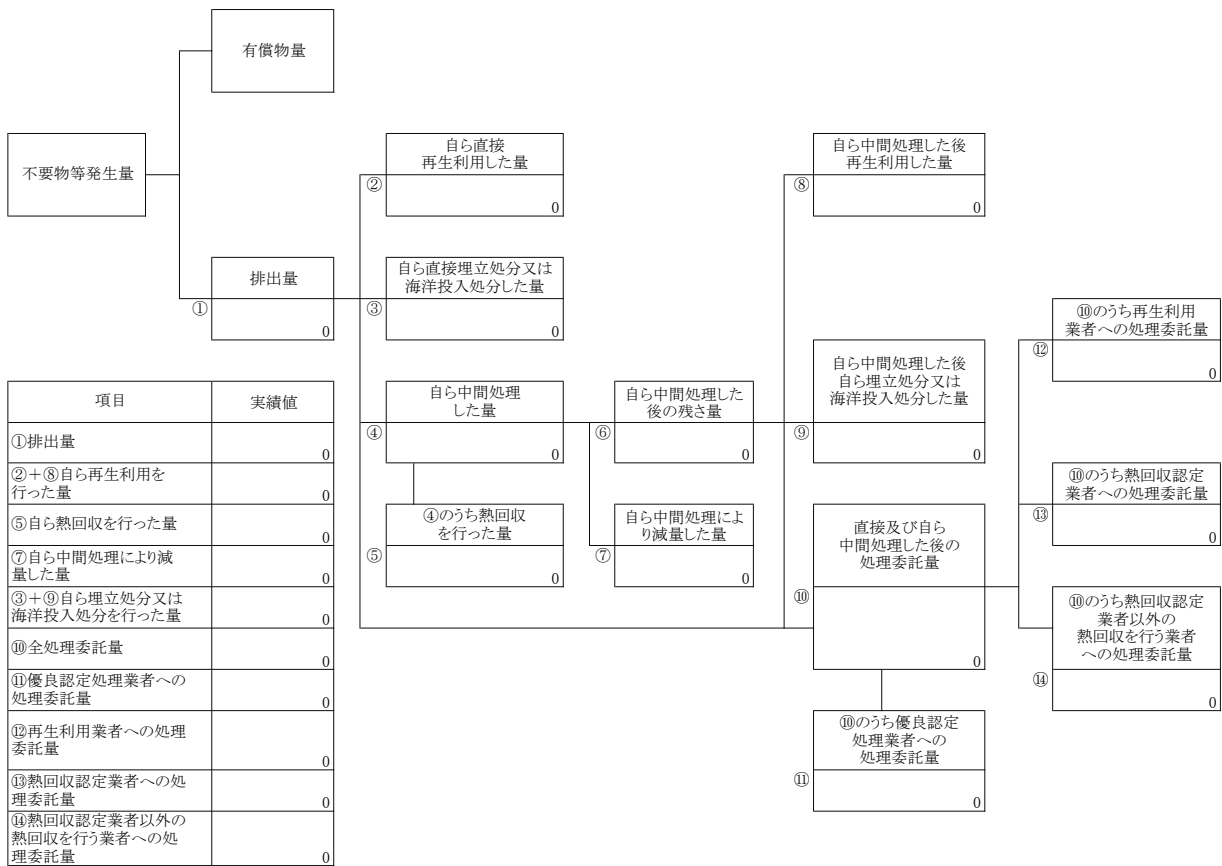 有償物量
不要物等発生量
自ら直接
再生利用した量
②
0
自ら中間処理した後
再生利用した量
⑧
0
排出量
①
0
自ら直接埋立処分又は
海洋投入処分した量
③
0
⑩のうち再生利用
業者への処理委託量
⑫
0
自ら中間処理
した量
④
0
自ら中間処理した
後の残さ量
⑥
0
自ら中間処理した後
自ら埋立処分又は
海洋投入処分した量
⑨
0
⑩のうち熱回収認定
業者への処理委託量
⑬
0
④のうち熱回収
を行った量
⑤
0
自ら中間処理によ
り減量した量
⑦
0
直接及び自ら
中間処理した後の
処理委託量
⑩
0
⑩のうち熱回収認定
業者以外の
熱回収を行う業者
への処理委託量
⑭
0
⑩のうち優良認定
処理業者への
処理委託量
⑪
0
項目 実績値
①排出量 0
②＋⑧自ら再生利用を
行った量 0
⑤自ら熱回収を行った量 0
⑦自ら中間処理により減
量した量 0
③＋⑨自ら埋立処分又は
海洋投入処分を行った量 0
⑩全処理委託量 0
⑪優良認定処理業者への
処理委託量 0
⑫再生利用業者への処理
委託量 0
⑬熱回収認定業者への処
理委託量 0
⑭熱回収認定業者以外の
熱回収を行う業者への処
理委託量 0